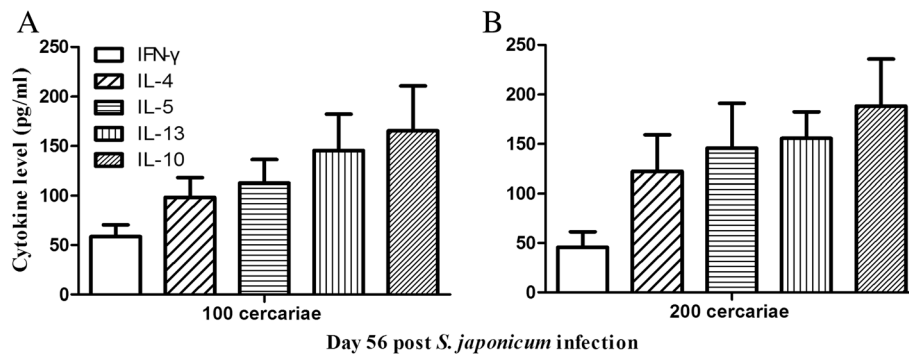 A
Cytokine level (pg/ml)
250
200
150
100
50
0
IFN-γ
IL-4
IL-5
IL-13
IL-10
100 cercariae
B
250
200
150
100
50
0
200 cercariae
Day 56 post S. japonicum infection